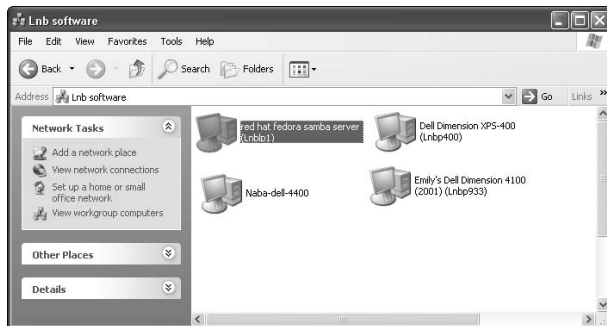 Lnb software
File Edit View Favorites Tools Help
Back Search Folders
Address Lnb software Go Links »
Network Tasks
Add a network place
View network connections
Set up a home or small
office network
View workgroup computers
Other Places
Details
red hat fedora samba server
(Lnblp1)
Dell Dimension XPS-400
(Lnbp400)
Naba-dell-4400
Emily's Dell Dimension 4100
(2001) (Lnbp933)